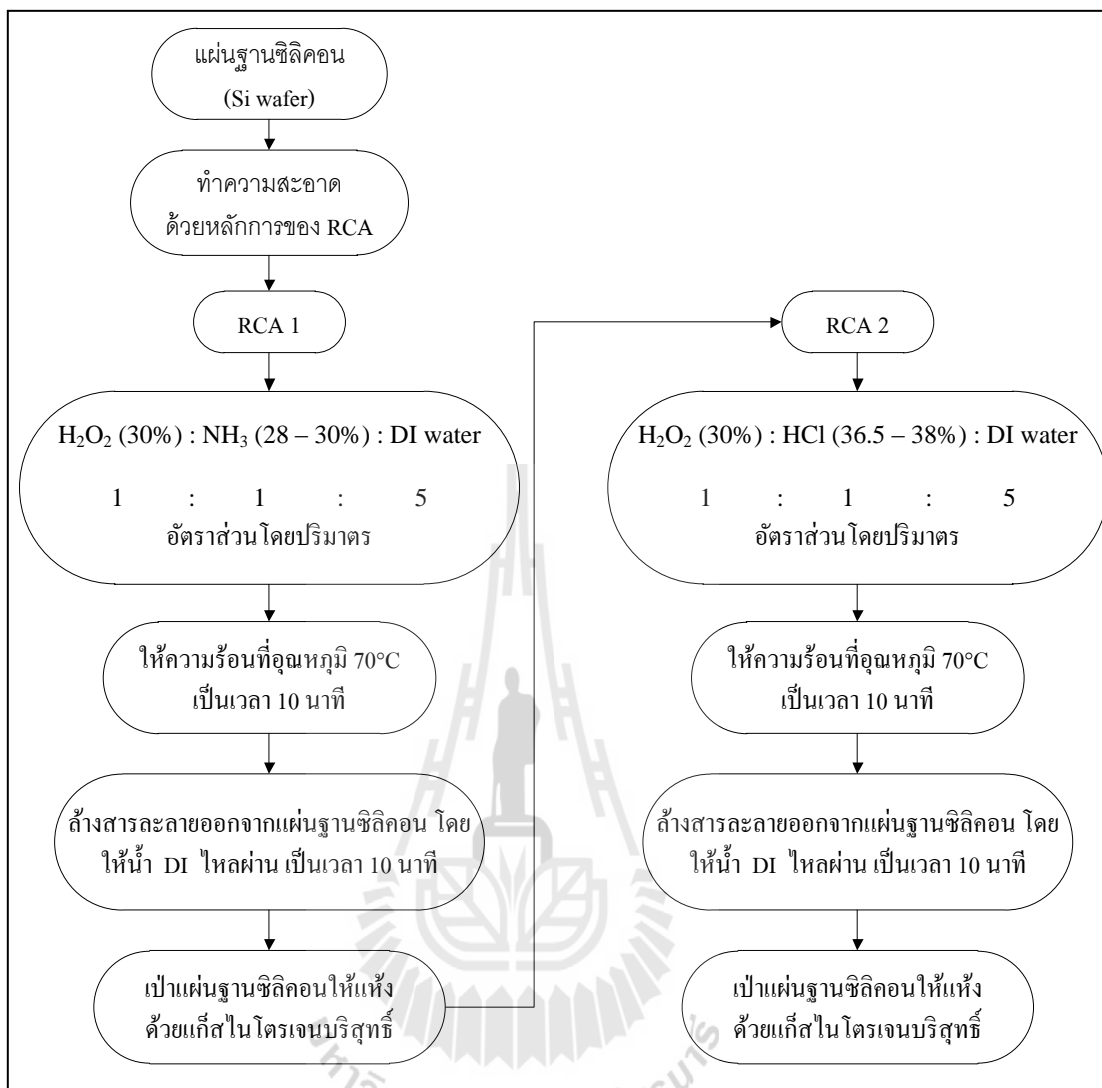 แผ่นฐานซิลิคอน
(Si wafer)
ทำความสะอาด
ด้วยหลักการของ RCA
RCA 1
H₂O₂ (30%) : NH₃ (28 – 30%) : DI water
1 : 1 : 5
อัตราส่วนโดยปริมาตร
ให้ความร้อนที่อุณหภูมิ 70°C
เป็นเวลา 10 นาที
ล้างสารละลายออกจากแผ่นฐานซิลิคอน โดย
ให้น้ำ DI ไหลผ่าน เป็นเวลา 10 นาที
เป่าแผ่นฐานซิลิคอนให้แห้ง
ด้วยแก็สไนโตรเจนบริสุทธิ์
RCA 2
H₂O₂ (30%) : HCl (36.5 – 38%) : DI water
1 : 1 : 5
อัตราส่วนโดยปริมาตร
ให้ความร้อนที่อุณหภูมิ 70°C
เป็นเวลา 10 นาที
ล้างสารละลายออกจากแผ่นฐานซิลิคอน โดย
ให้น้ำ DI ไหลผ่าน เป็นเวลา 10 นาที
เป่าแผ่นฐานซิลิคอนให้แห้ง
ด้วยแก็สไนโตรเจนบริสุทธิ์